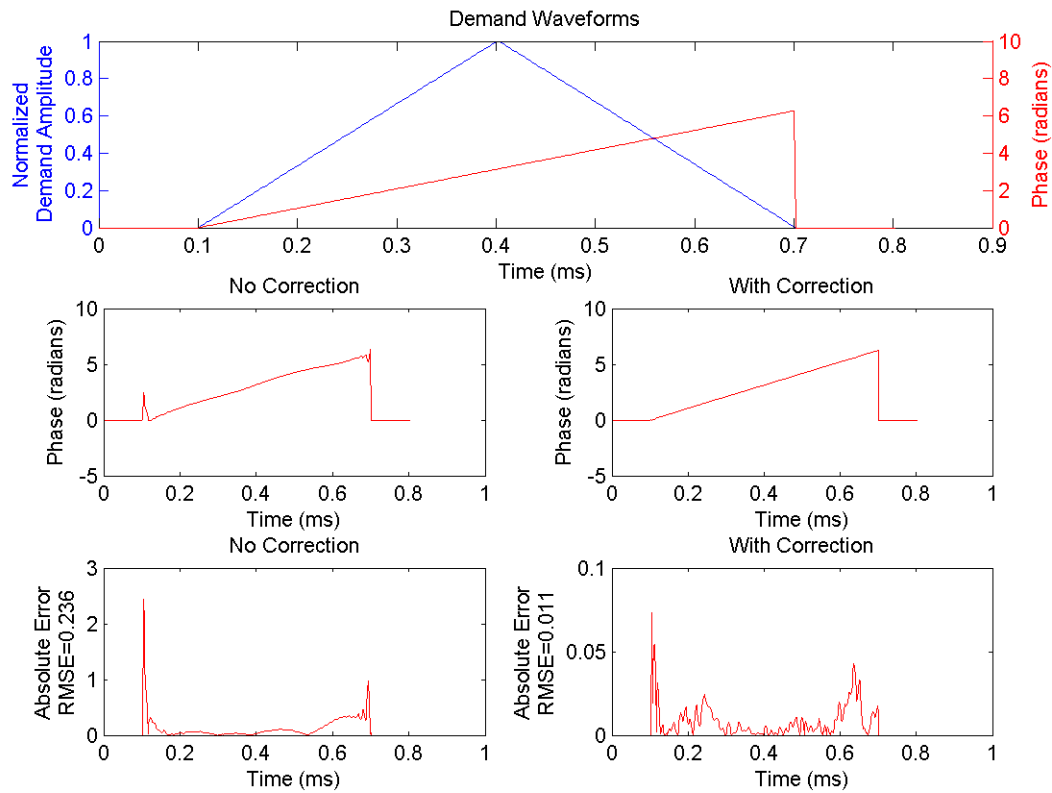 Demand Waveforms
Normalized
Demand Amplitude
1
0.8
0.6
0.4
0.2
0
10
8
6
4
2
0
Phase (radians)
0 0.1 0.2 0.3 0.4 0.5 0.6 0.7 0.8 0.9
Time (ms)
No Correction
Phase (radians)
10
5
0
-5
0 0.2 0.4 0.6 0.8 1
Time (ms)
With Correction
Phase (radians)
10
5
0
-5
0 0.2 0.4 0.6 0.8 1
Time (ms)
No Correction
Absolute Error
RMSE=0.236
3
2
1
0
0 0.2 0.4 0.6 0.8 1
Time (ms)
With Correction
Absolute Error
RMSE=0.011
0.1
0.05
0
0 0.2 0.4 0.6 0.8 1
Time (ms)